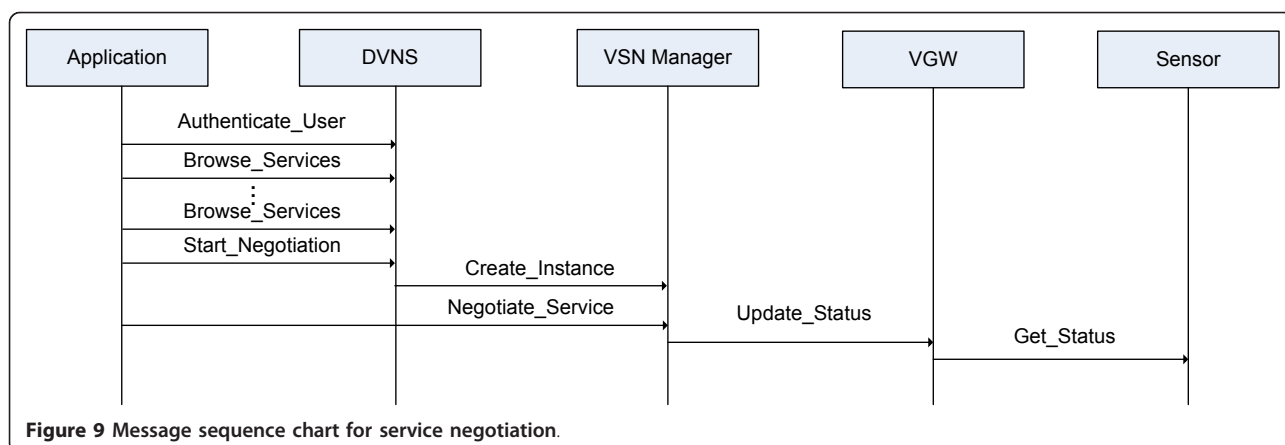 Application
DVNS
VSN Manager
VGW
Sensor
Authenticate_User
Browse_Services
⋮
Browse_Services
Start_Negotiation
Create_Instance
Negotiate_Service
Update_Status
Get_Status
Figure 9 Message sequence chart for service negotiation.